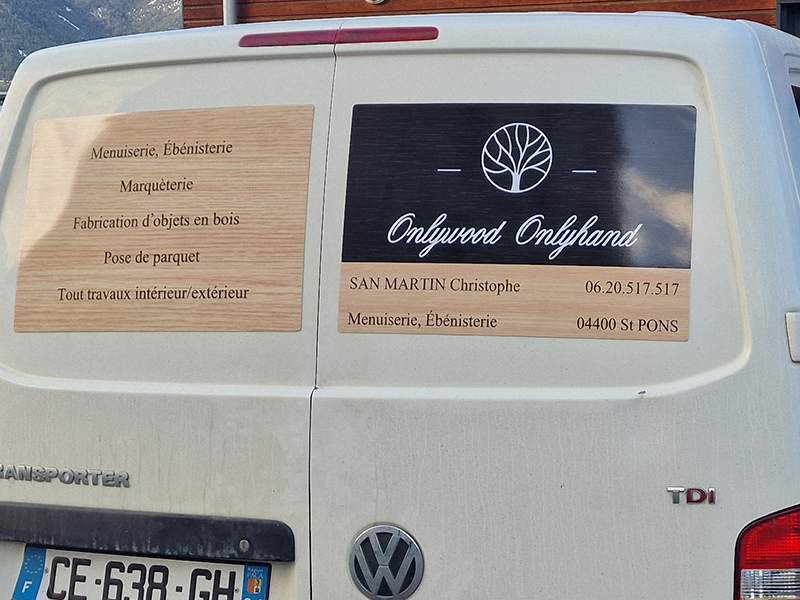 Menuiserie, Ébénisterie
Marquèterie
Fabrication d'objets en bois
Pose de parquet
Tout travaux intérieur/extérieur
Onlywood Onlyhand
SAN MARTIN Christophe 06.20.517.517
Menuiserie, Ébénisterie 04400 St PONS
TRANSPORTER
TDI
F CE-638-GH
PACA